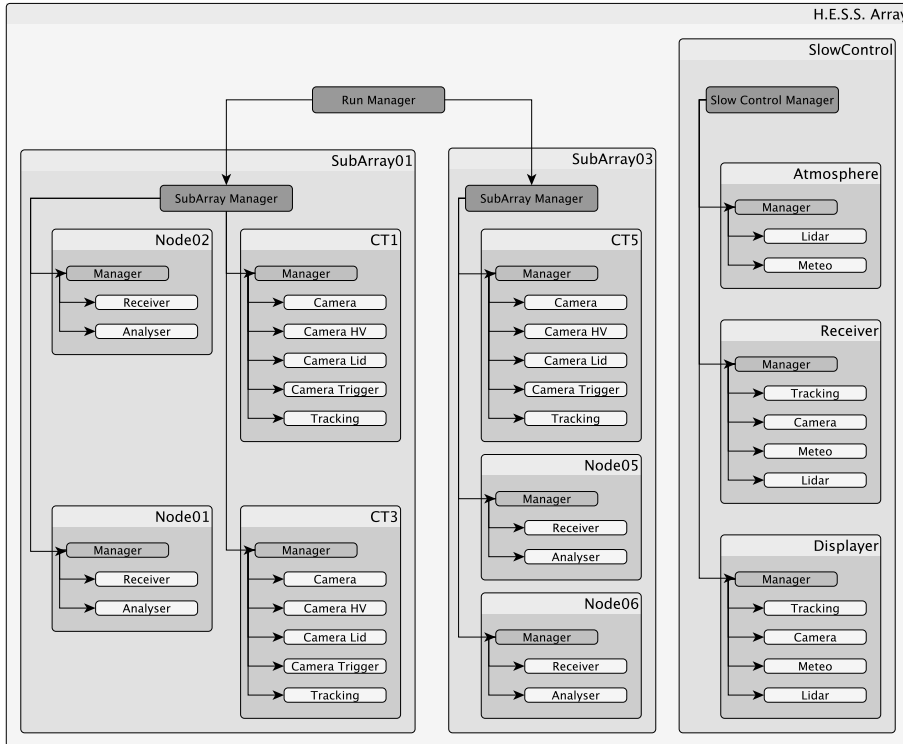 H.E.S.S. Array
Run Manager
SubArray01
SubArray Manager
Node02
Manager
Receiver
Analyser
CT1
Manager
Camera
Camera HV
Camera Lid
Camera Trigger
Tracking
Node01
Manager
Receiver
Analyser
CT3
Manager
Camera
Camera HV
Camera Lid
Camera Trigger
Tracking
SubArray03
SubArray Manager
CT5
Manager
Camera
Camera HV
Camera Lid
Camera Trigger
Tracking
Node05
Manager
Receiver
Analyser
Node06
Manager
Receiver
Analyser
SlowControl
Slow Control Manager
Atmosphere
Manager
Lidar
Meteo
Receiver
Manager
Tracking
Camera
Meteo
Lidar
Displayer
Manager
Tracking
Camera
Meteo
Lidar